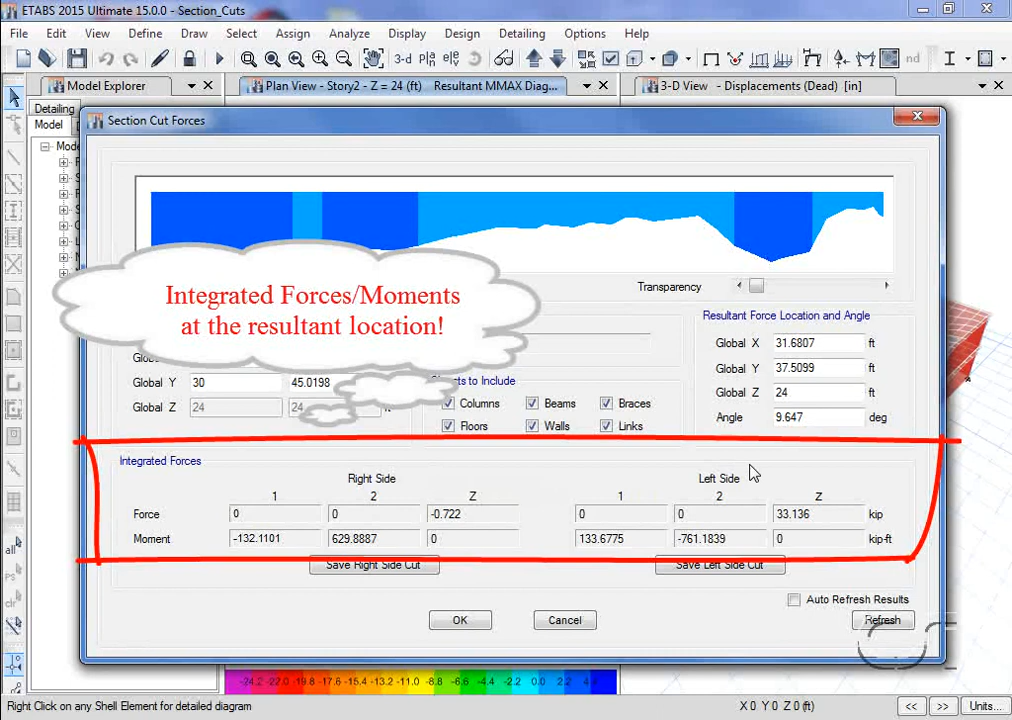 ETABS 2015 Ultimate 15.0.0 - Section_Cuts
File Edit View Define Draw Select Assign Analyze Display Design Detailing Options Help
3-d
nd
Model Explorer
Plan View - Story2 - Z = 24 (ft) Resultant MMAX Diag...
3-D View - Displacements (Dead) [in]
Detailing
Model
Section Cut Forces
Mode
Transparency
Integrated Forces/Moments
at the resultant location!
Resultant Force Location and Angle
Global X 31.6807 ft
Global Y 37.5099 ft
Global Z 24 ft
Angle 9.647 deg
Global Y 30 45.0198
Global Z 24 24
to Include
Columns Beams Braces
Floors Walls Links
Integrated Forces
Right Side Left Side
1 2 Z 1 2 Z
Force 0 0 -0.722 0 0 33.136 kip
Moment -132.1101 629.8887 0 133.6775 -761.1839 0 kip-ft
Save Right Side Cut Save Left Side Cut
Auto Refresh Results
OK Cancel Refresh
all
PS
clr
-24.2 -22.0 -19.8 -17.6 -15.4 -13.2 -11.0 -8.8 -6.6 -4.4 -2.2 0.0 2.2
Right Click on any Shell Element for detailed diagram
X 0 Y 0 Z 0 (ft)
<< >> Units...